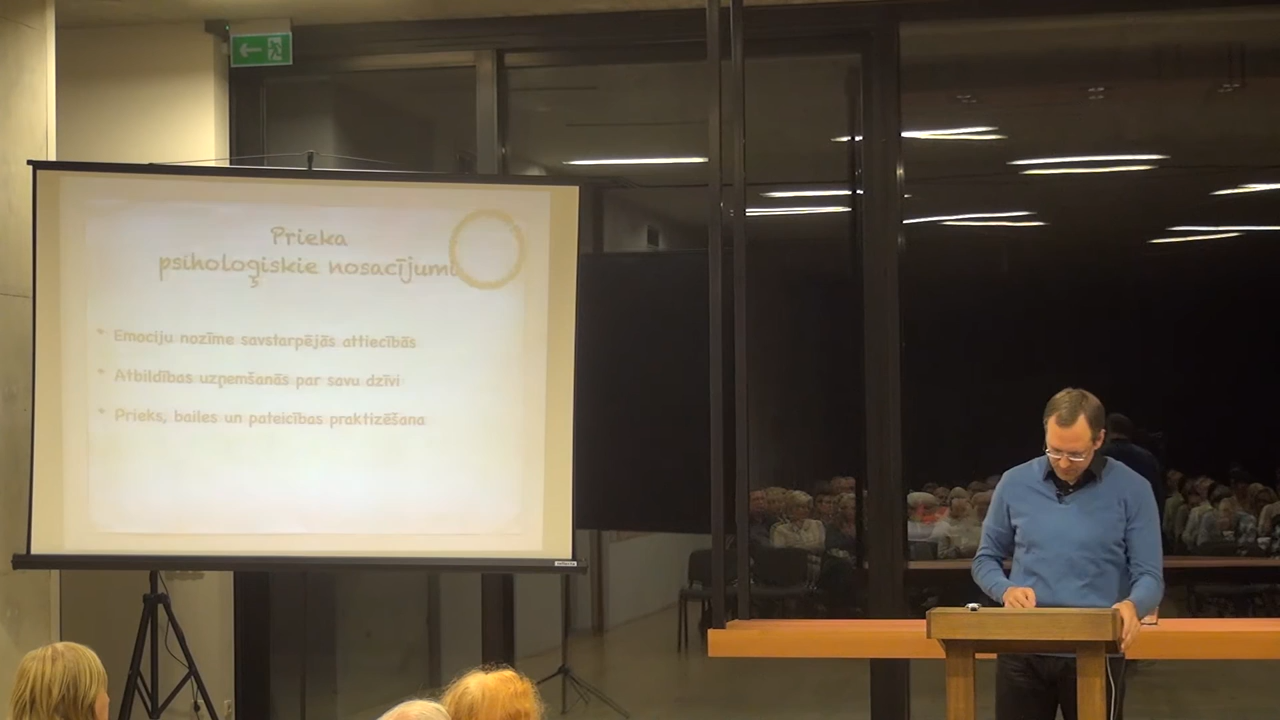 Prieka
psiholoģiskie nosacījumi
* Emociju nozīme savstarpējās attiecībās
* Atbildības uzņemšanās par savu dzīvi
* Prieks, bailes un pateicības praktizēšana